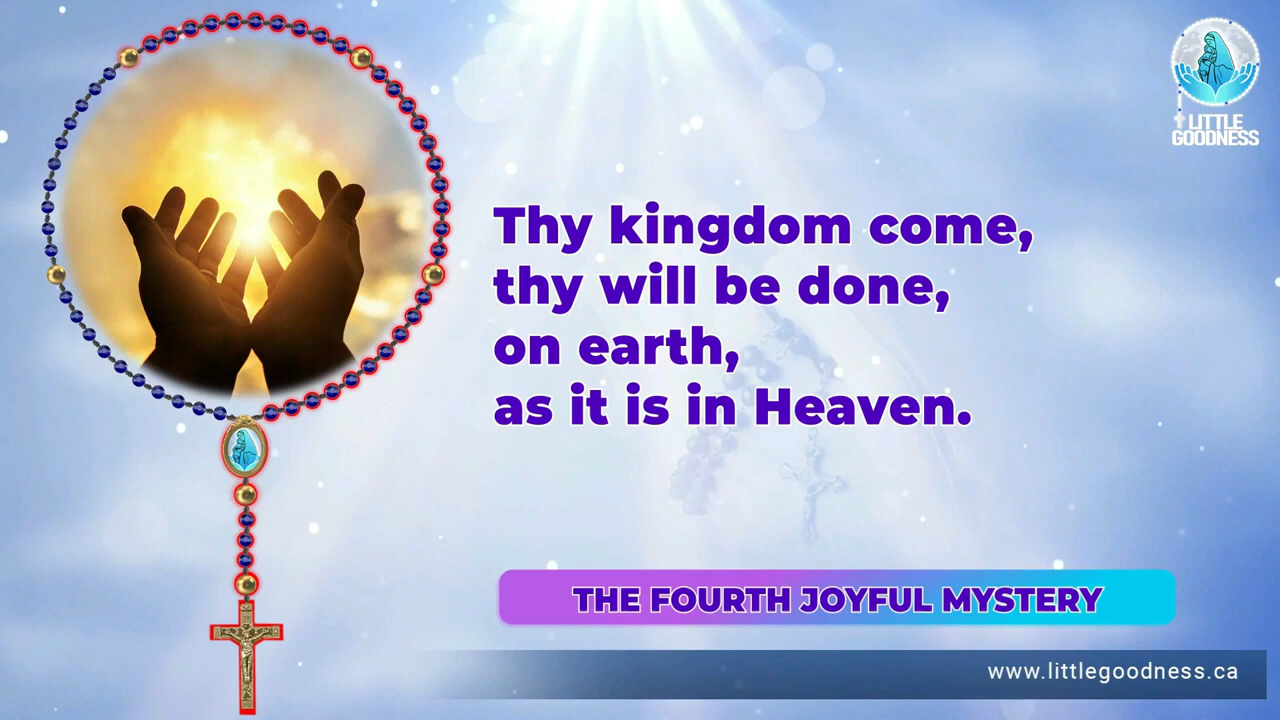 LITTLE
GOODNESS
Thy kingdom come,
thy will be done,
on earth,
as it is in Heaven.
THE FOURTH JOYFUL MYSTERY
www.littlegoodness.ca